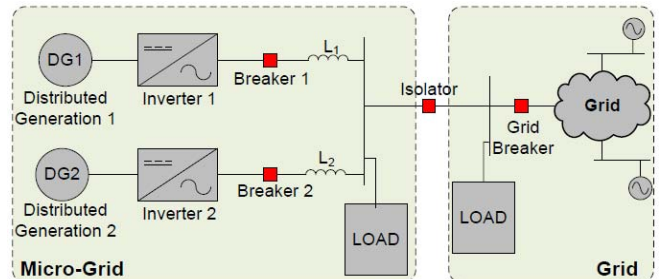 DG1
Distributed
Generation 1
Inverter 1
Breaker 1
L1
DG2
Distributed
Generation 2
Inverter 2
Breaker 2
L2
LOAD
Micro-Grid
Isolator
Grid
Breaker
LOAD
Grid
Grid